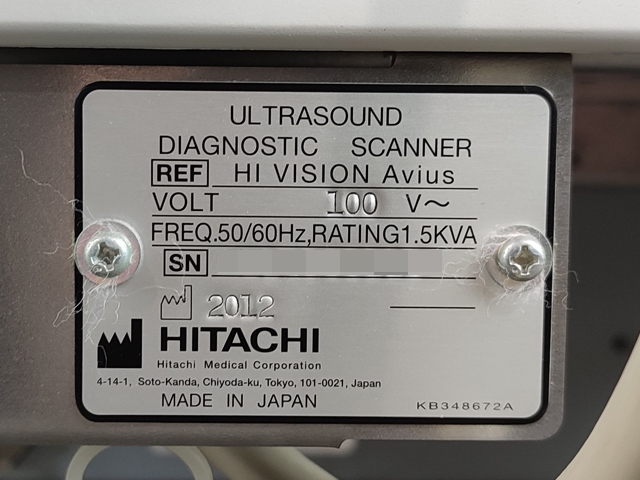 ULTRASOUND
DIAGNOSTIC SCANNER
REF HI VISION Avius
VOLT 100 V～
FREQ.50/60Hz,RATING1.5KVA
SN
2012
HITACHI
Hitachi Medical Corporation
4-14-1, Soto-Kanda, Chiyoda-ku, Tokyo, 101-0021, Japan
MADE IN JAPAN
KB348672A